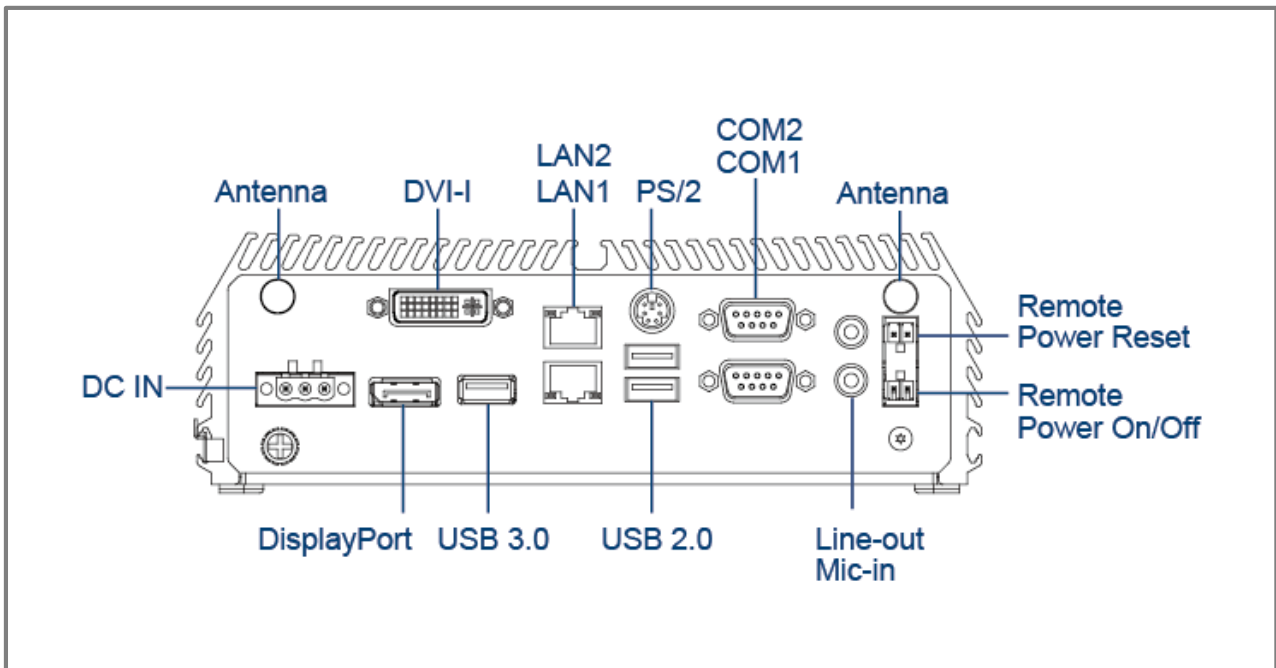 COM2
COM1
LAN2
LAN1
Antenna
DVI-I
PS/2
Antenna
Remote
Power Reset
DC IN
Remote
Power On/Off
DisplayPort
USB 3.0
USB 2.0
Line-out
Mic-in